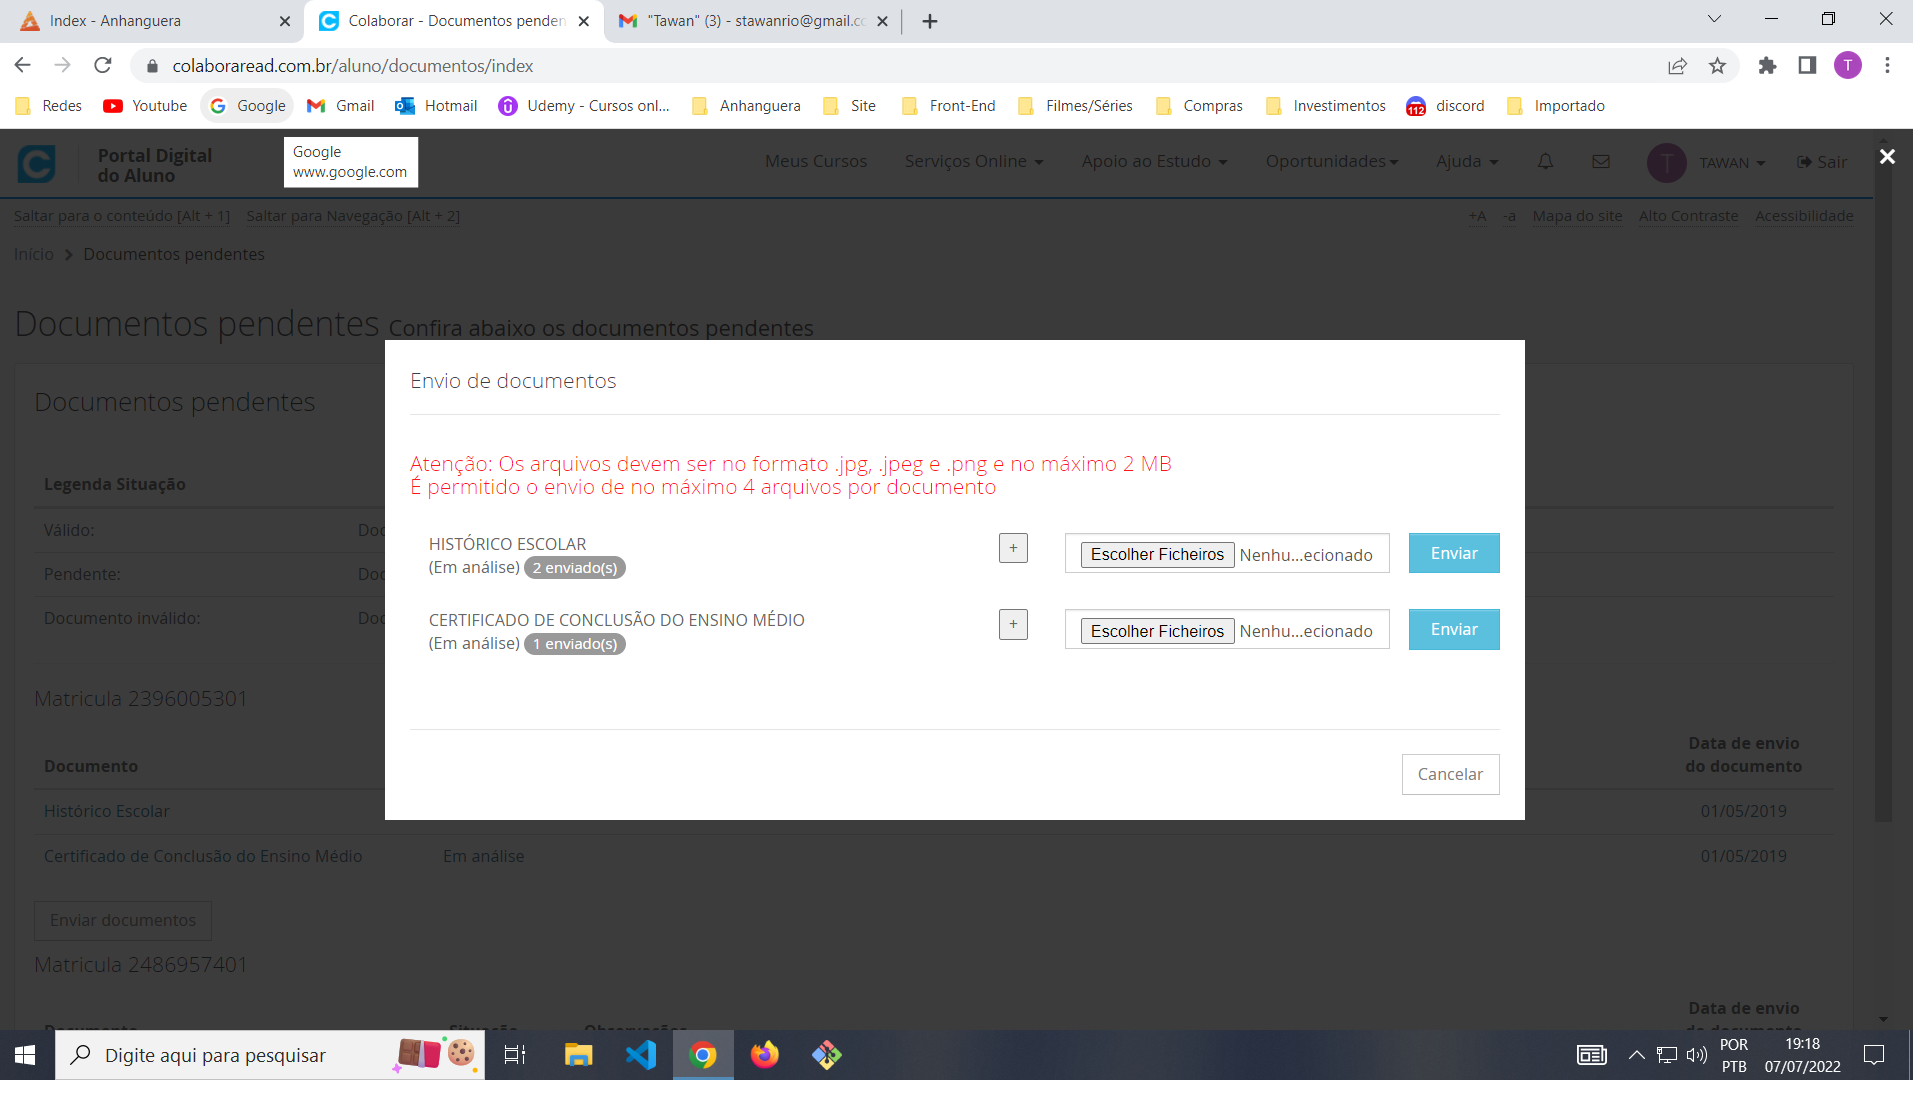 Index - Anhanguera
Colaborar - Documentos penden
"Tawan" (3) - stawanrio@gmail.cc
colaboraread.com.br/aluno/documentos/index
T
Redes
Youtube
Google
Gmail
Hotmail
Udemy - Cursos onl...
Anhanguera
Site
Front-End
Filmes/Séries
Compras
Investimentos
112
discord
Importado
Google
www.google.com
Portal Digital
do Aluno
Meus Cursos
Serviços Online
Apoio ao Estudo
Oportunidades
Ajuda
T
TAWAN
Sair
Saltar para o conteúdo [Alt + 1]
Saltar para Navegação [Alt + 2]
+A
-a
Mapa do site
Alto Contraste
Acessibilidade
Início
Documentos pendentes
Documentos pendentes Confira abaixo os documentos pendentes
Documentos pendentes
Legenda Situação
Válido:
Doc
Pendente:
Doc
Documento inválido:
Doc
Matricula 2396005301
Documento
Data de envio
do documento
Histórico Escolar
01/05/2019
Certificado de Conclusão do Ensino Médio
Em análise
01/05/2019
Enviar documentos
Matricula 2486957401
Data de envio
do documento
Documento
Situação
Observações
Envio de documentos
Atenção: Os arquivos devem ser no formato .jpg, .jpeg e .png e no máximo 2 MB
É permitido o envio de no máximo 4 arquivos por documento
HISTÓRICO ESCOLAR
(Em análise) 2 enviado(s)
+
Escolher Ficheiros Nenhu...ecionado
Enviar
CERTIFICADO DE CONCLUSÃO DO ENSINO MÉDIO
(Em análise) 1 enviado(s)
+
Escolher Ficheiros Nenhu...ecionado
Enviar
Cancelar
Digite aqui para pesquisar
POR
PTB
19:18
07/07/2022